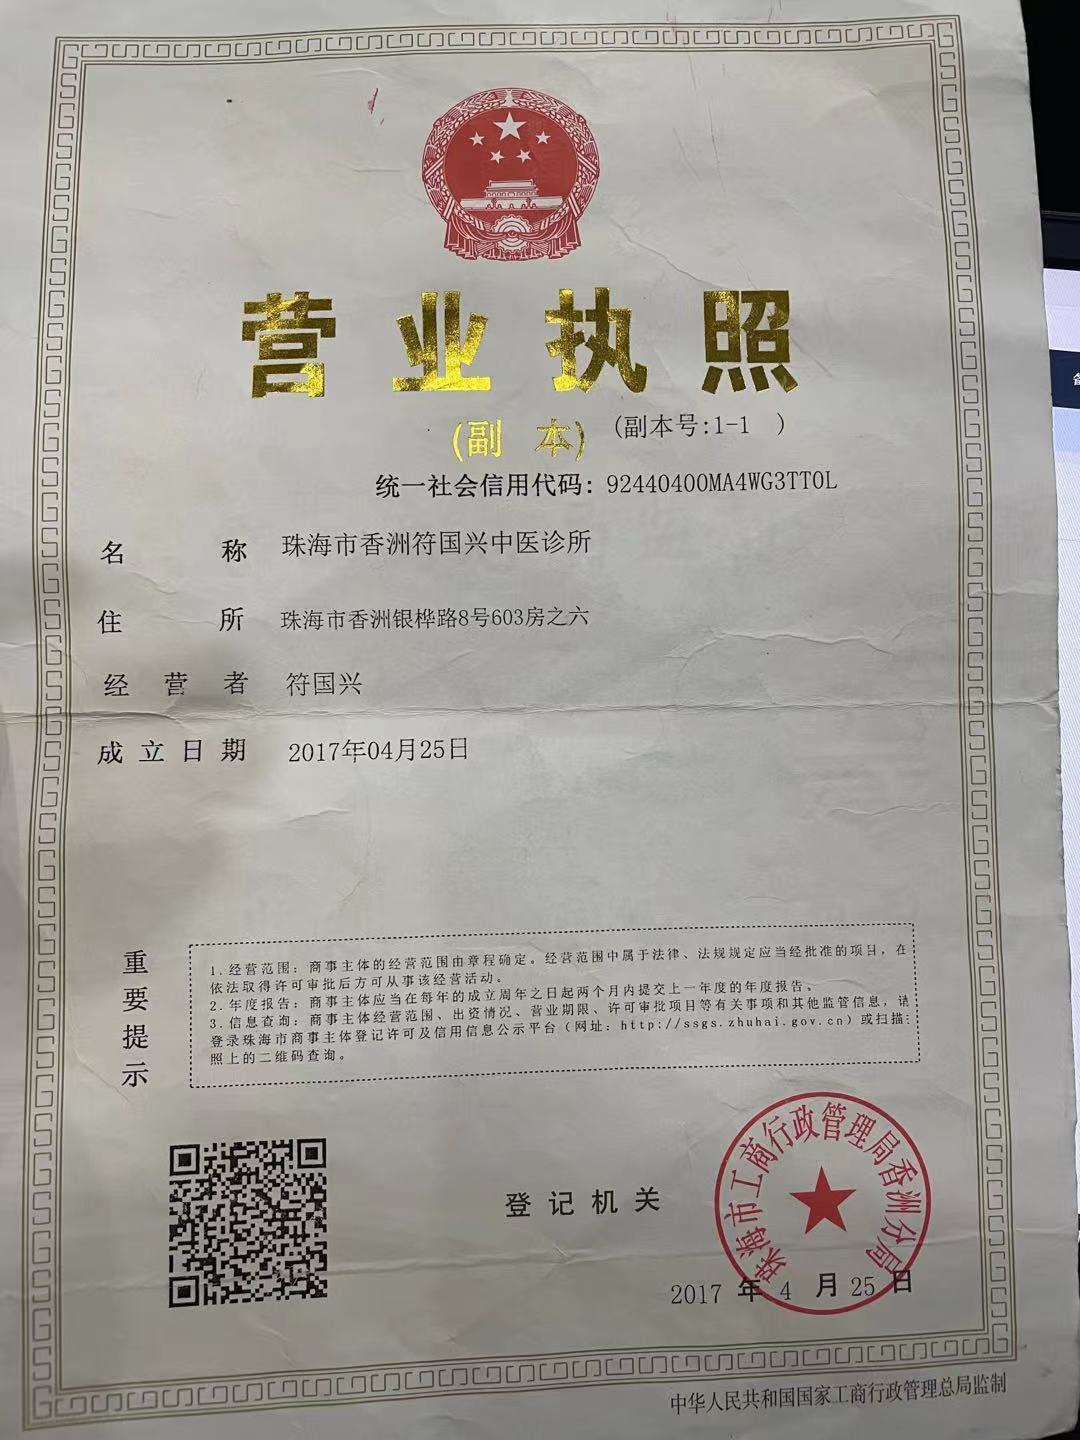 营业执照
(副 本) (副本号:1-1 )
统一社会信用代码: 92440400MA4WG3TT0L
名 称 珠海市香洲符国兴中医诊所
住 所 珠海市香洲银桦路8号603房之六
经 营 者 符国兴
成 立 日 期 2017年04月25日
重要提示
1.经营范围:商事主体的经营范围由章程确定。经营范围中属于法律、法规规定应当经批准的项目,在
依法取得许可审批后方可从事该经营活动。
2.年度报告:商事主体应当在每年的成立周年之日起两个月内提交上一年度的年度报告。
3.信息查询:商事主体经营范围、出资情况、营业期限、许可审批项目等有关事项和其他监管信息,请
登录珠海市商事主体登记许可及信用信息公示平台(网址:http://ssgs.zhuhai.gov.cn)或扫描
照上的二维码查询。
登记机关
珠海市工商行政管理局香洲分局
2017 年 4 月 25 日
中华人民共和国国家工商行政管理总局监制